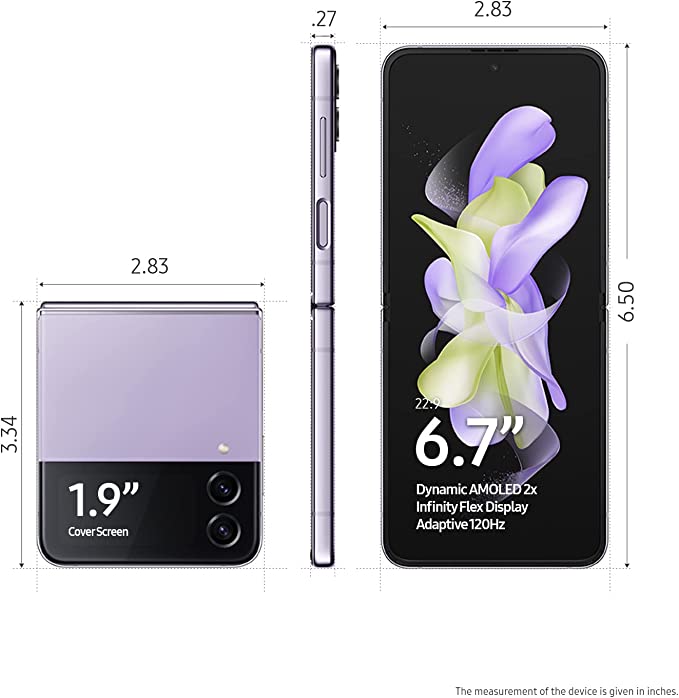 .27
2.83
2.83
6.50
3.34
22:9
6.7”
Dynamic AMOLED 2x
Infinity Flex Display
Adaptive 120Hz
1.9”
Cover Screen
The measurement of the device is given in inches.